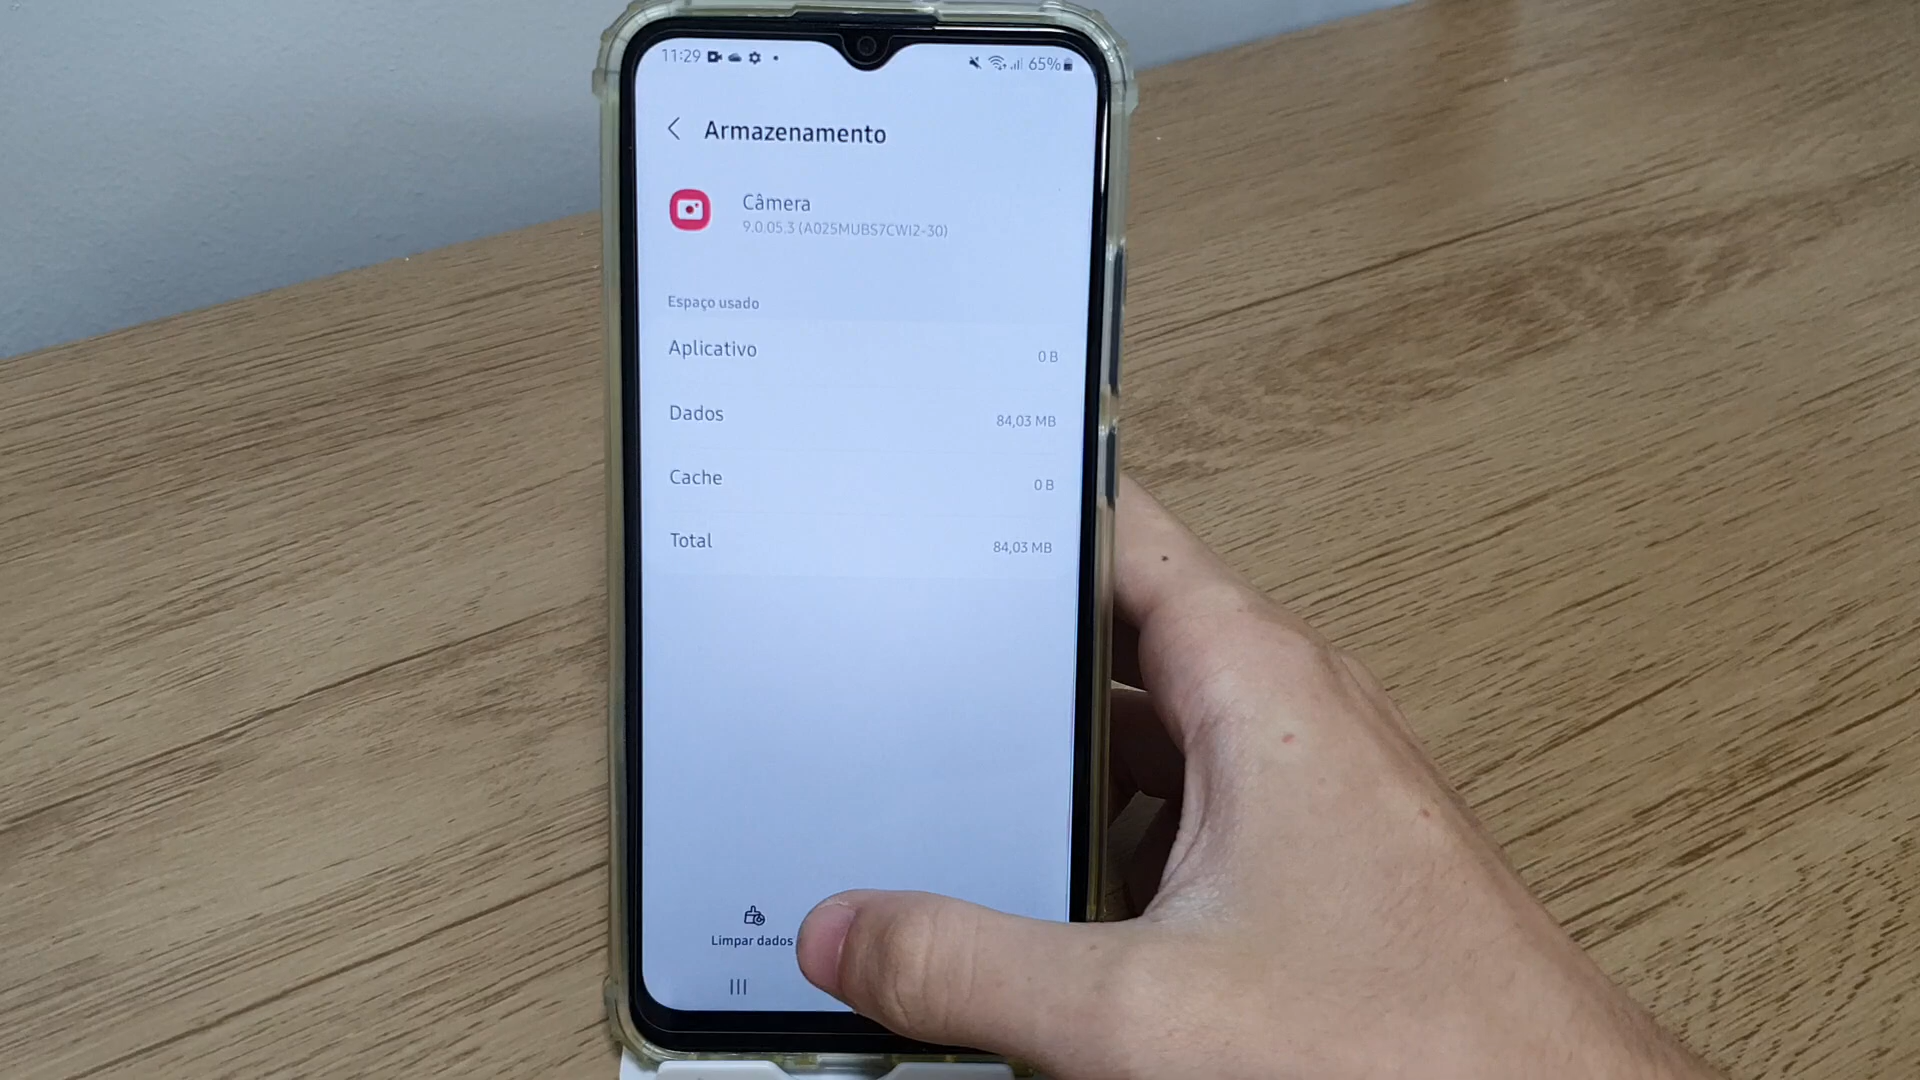 11:29 65%
Armazenamento
Câmera
9.0.05.3 (A025MUBS7CWI2-30)
Espaço usado
Aplicativo 0 B
Dados 84,03 MB
Cache 0 B
Total 84,03 MB
Limpar dados